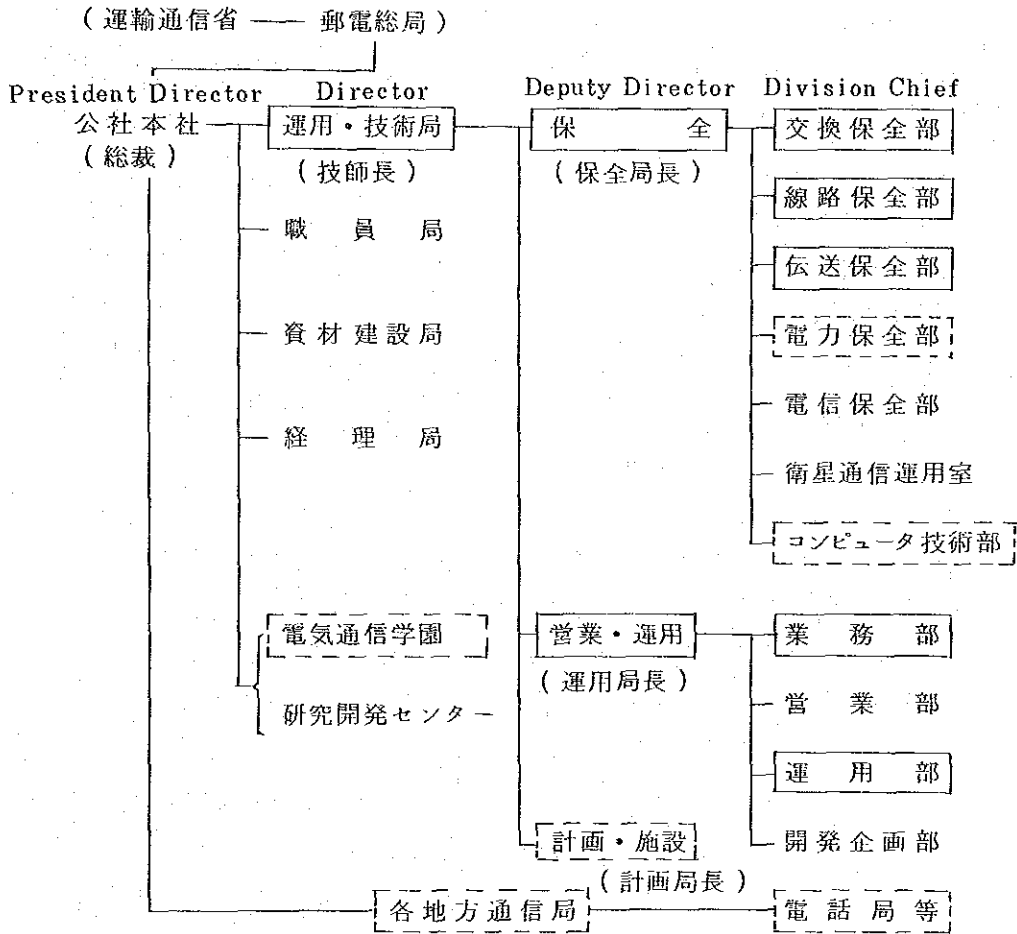 (運輸通信省 ── 郵電総局)
President Director Director Deputy Director Division Chief
公社本社 運用・技術局 保全 交換保全部
(総裁) (技師長) (保全局長)
線路保全部
職員局
伝送保全部
資材建設局 電力保全部
電信保全部
経理局
衛星通信運用室
コンピュータ技術部
電気通信学園 営業・運用 業務部
(運用局長)
研究開発センター 営業部
運用部
計画・施設 開発企画部
(計画局長)
各地方通信局 電話局等